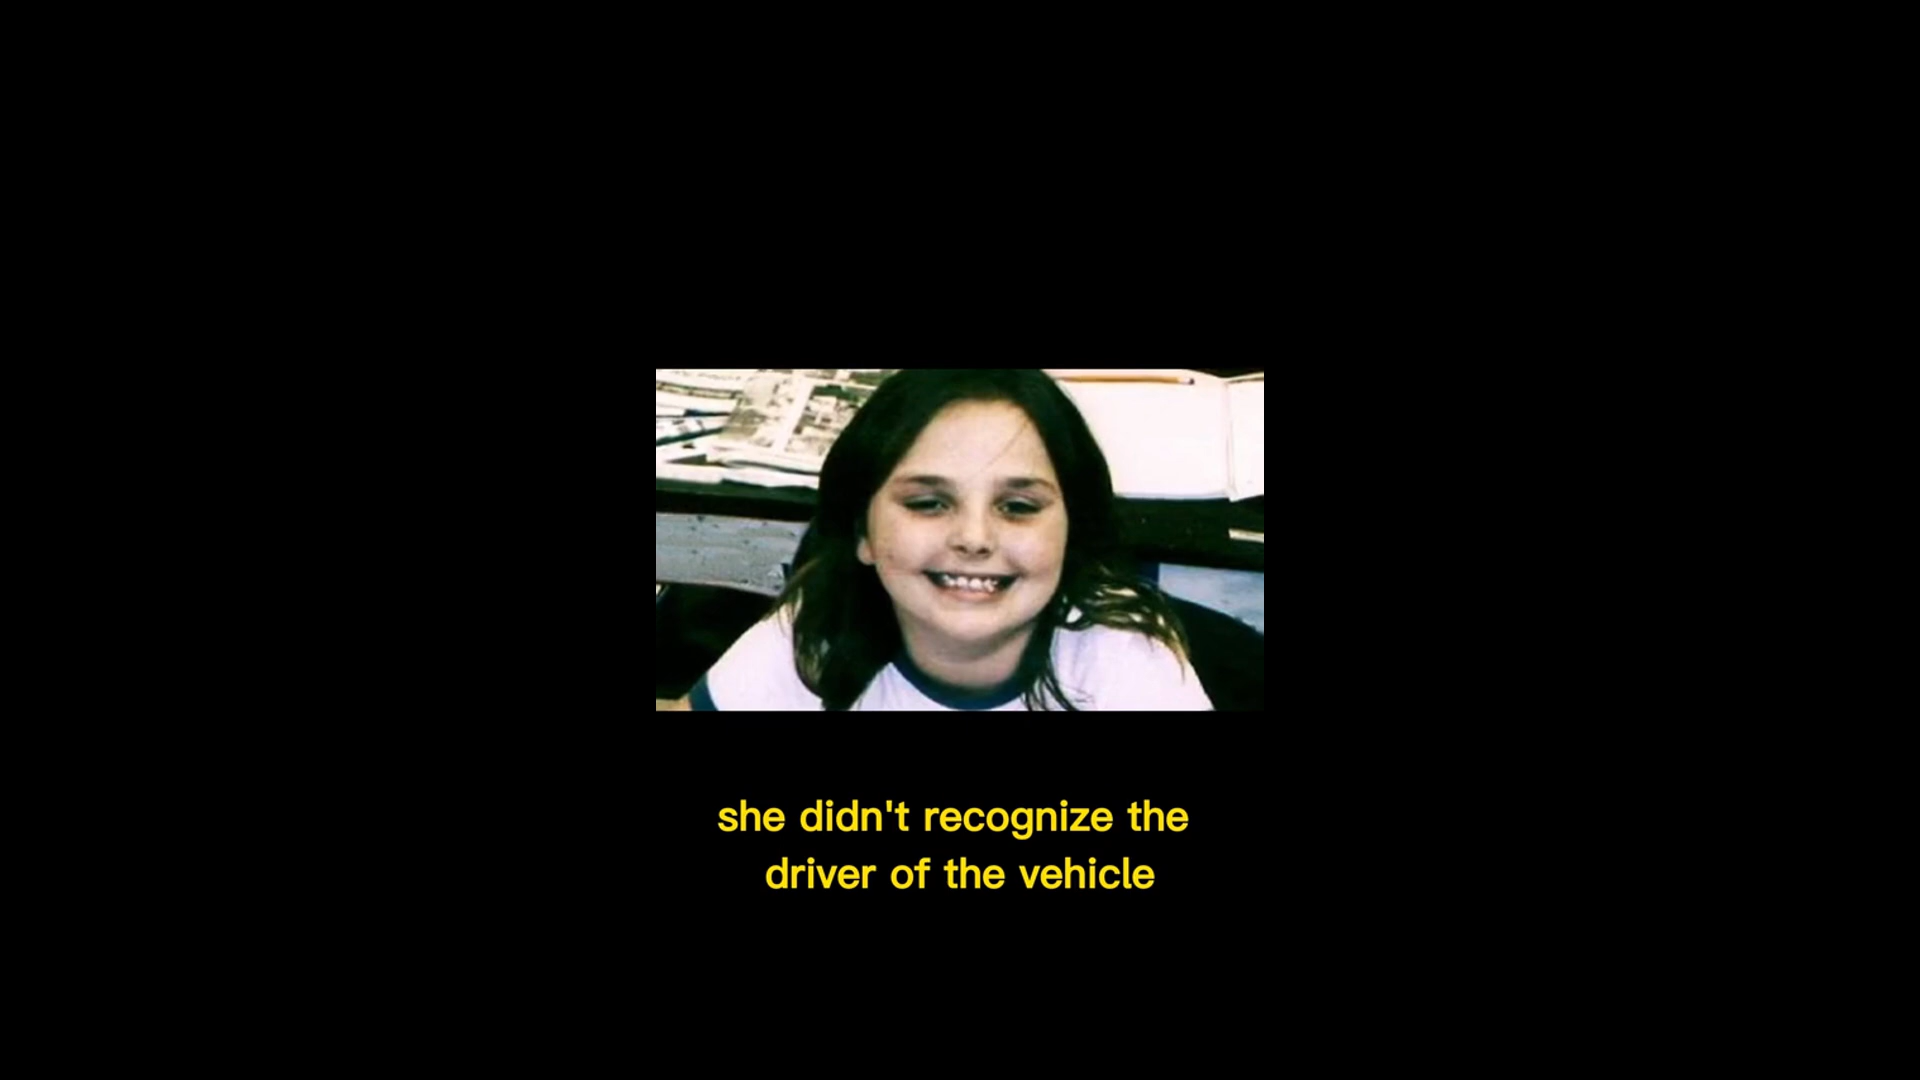 she didn't recognize the
driver of the vehicle